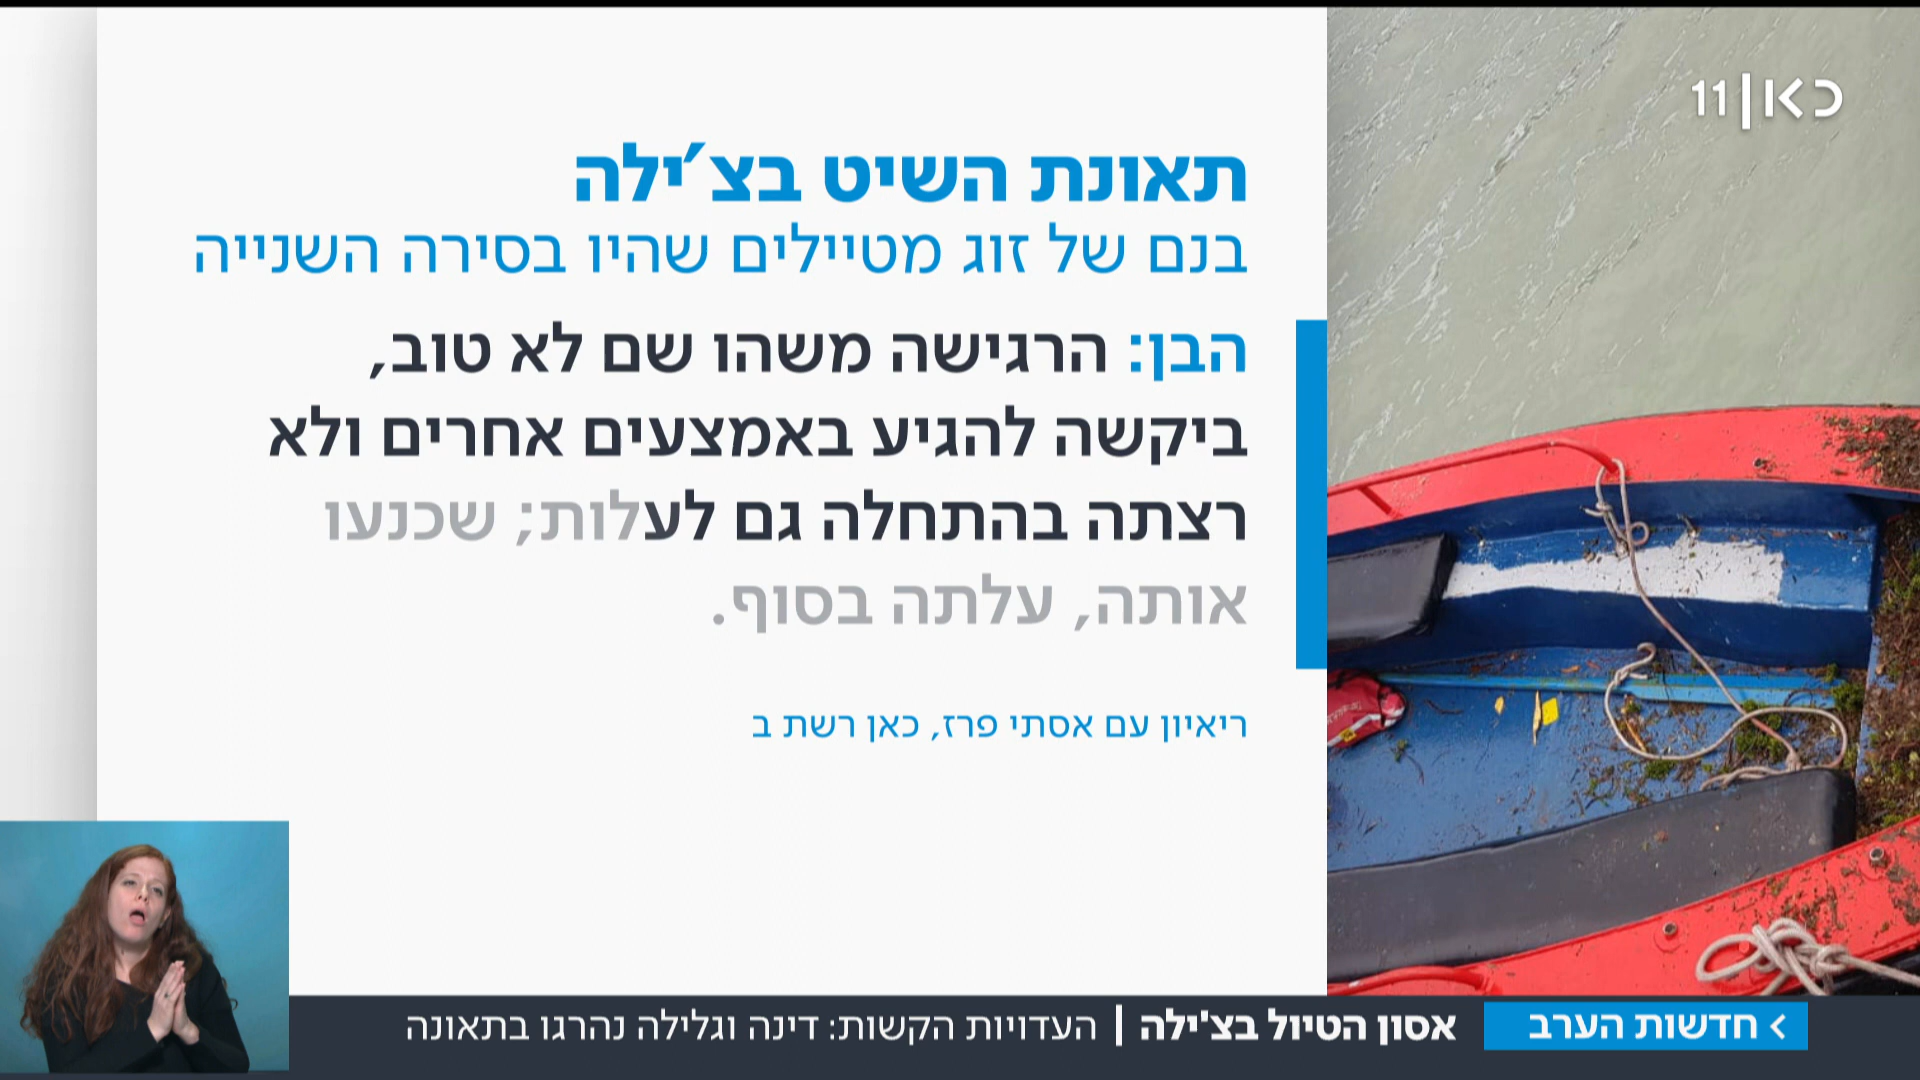 כאן 11
תאונת השיט בצ׳ילה
בנם של זוג מטיילים שהיו בסירה השנייה
הבן: הרגישה משהו שם לא טוב,
ביקשה להגיע באמצעים אחרים ולא
רצתה בהתחלה גם לעלות; שכנעו
אותה, עלתה בסוף.
ריאיון עם אסתי פרז, כאן רשת ב
חדשות הערב
אסון הטיול בצ'ילה | העדויות הקשות: דינה וגלילה נהרגו בתאונה